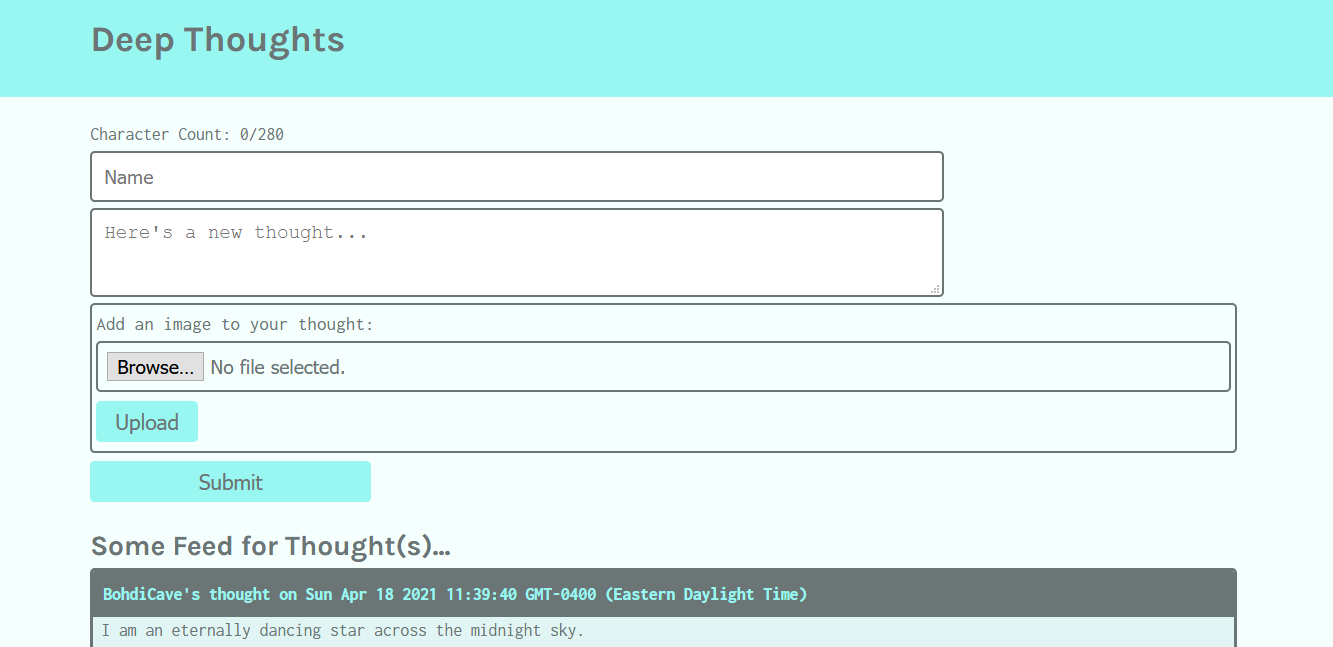 Deep Thoughts
Character Count: 0/280
Name
Here's a new thought...
Add an image to your thought:
Browse... No file selected.
Upload
Submit
Some Feed for Thought(s)...
BohdiCave's thought on Sun Apr 18 2021 11:39:40 GMT-0400 (Eastern Daylight Time)
I am an eternally dancing star across the midnight sky.